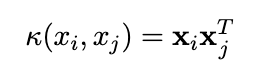 κ(x_i, x_j) = 𝐱_i 𝐱_j^T